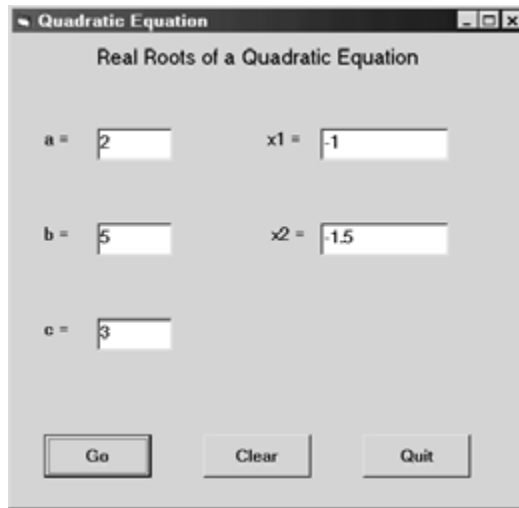 Quadratic Equation
Real Roots of a Quadratic Equation
a = 2 x1 = -1
b = 5 x2 = -1.5
c = 3
Go Clear Quit